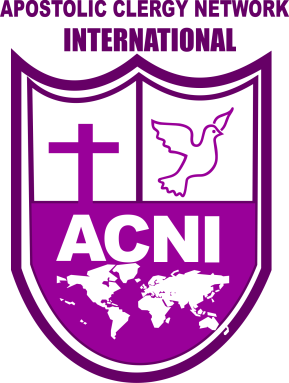 APOSTOLIC CLERGY NETWORK
INTERNATIONAL
ACNI